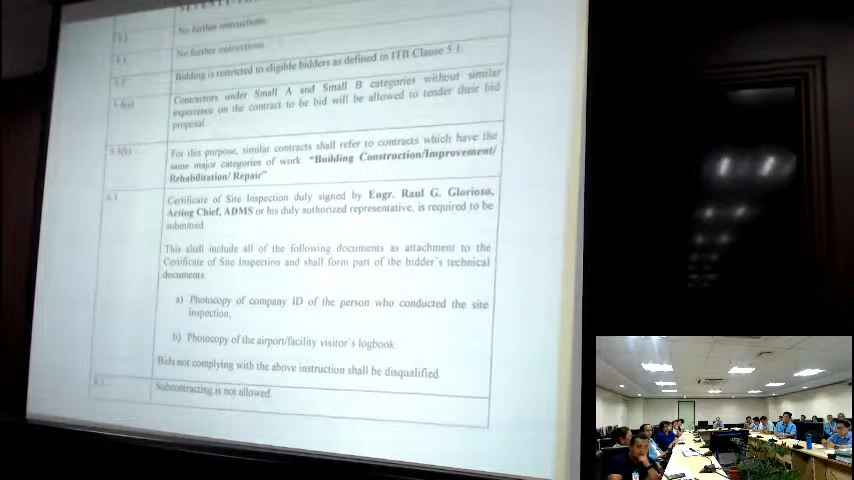 No further instructions.
No further instructions.
Bidding is restricted to eligible bidders as defined in ITB Clause 5.1.
5.4(a)
Contractors under Small A and Small B categories without similar
experience on the contract to be bid will be allowed to tender their bid
proposal.
5.4(b)
For this purpose, similar contracts shall refer to contracts which have the
same major categories of work "Building Construction/Improvement/
Rehabilitation/ Repair"
Certificate of Site Inspection duly signed by Engr. Raul G. Glorioso,
Acting Chief, ADMS or his duly authorized representative, is required to be
submitted
This shall include all of the following documents as attachment to the
Certificate of Site Inspection and shall form part of the bidder's technical
documents:
a) Photocopy of company ID of the person who conducted the site
inspection,
b) Photocopy of the airport/facility visitor's logbook.
Bids not complying with the above instruction shall be disqualified.
Subcontracting is not allowed.